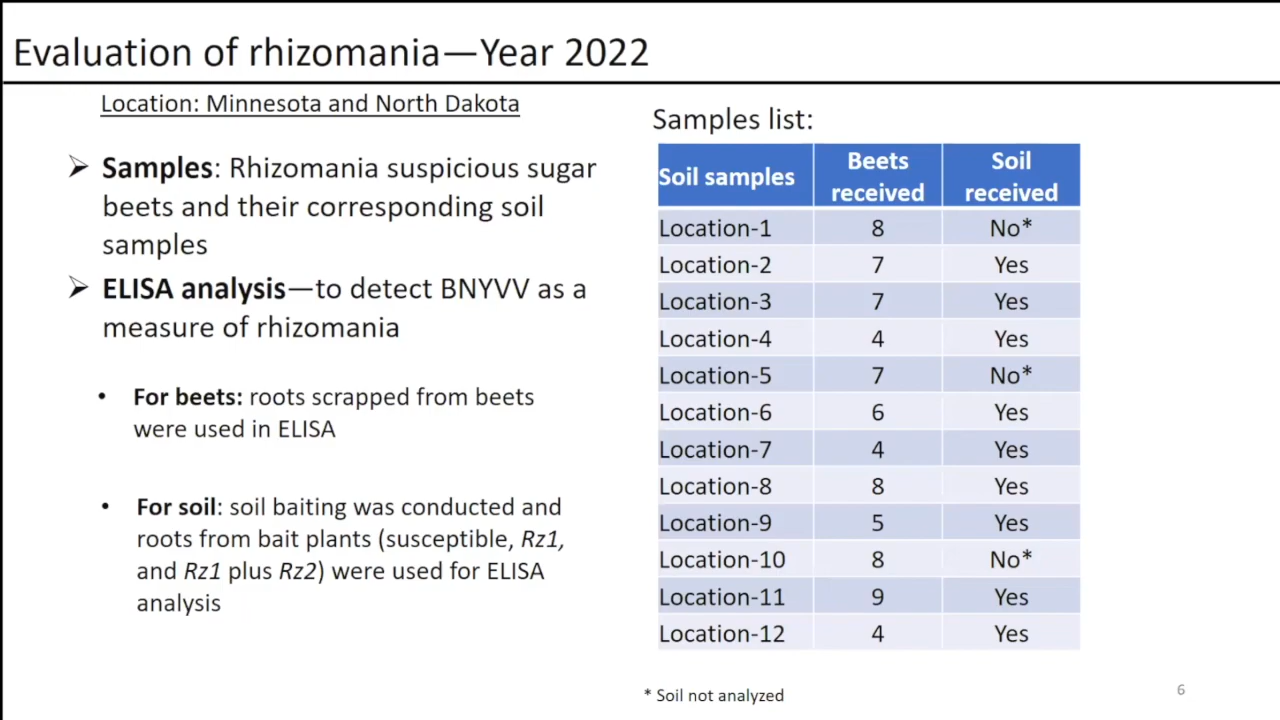 Evaluation of rhizomania—Year 2022
Location: Minnesota and North Dakota
➢ Samples: Rhizomania suspicious sugar
beets and their corresponding soil
samples
➢ ELISA analysis—to detect BNYVV as a
measure of rhizomania
• For beets: roots scrapped from beets
were used in ELISA
• For soil: soil baiting was conducted and
roots from bait plants (susceptible, Rz1,
and Rz1 plus Rz2) were used for ELISA
analysis
Samples list:
Soil samples Beets received Soil received
Location-1 8 No*
Location-2 7 Yes
Location-3 7 Yes
Location-4 4 Yes
Location-5 7 No*
Location-6 6 Yes
Location-7 4 Yes
Location-8 8 Yes
Location-9 5 Yes
Location-10 8 No*
Location-11 9 Yes
Location-12 4 Yes
* Soil not analyzed
6